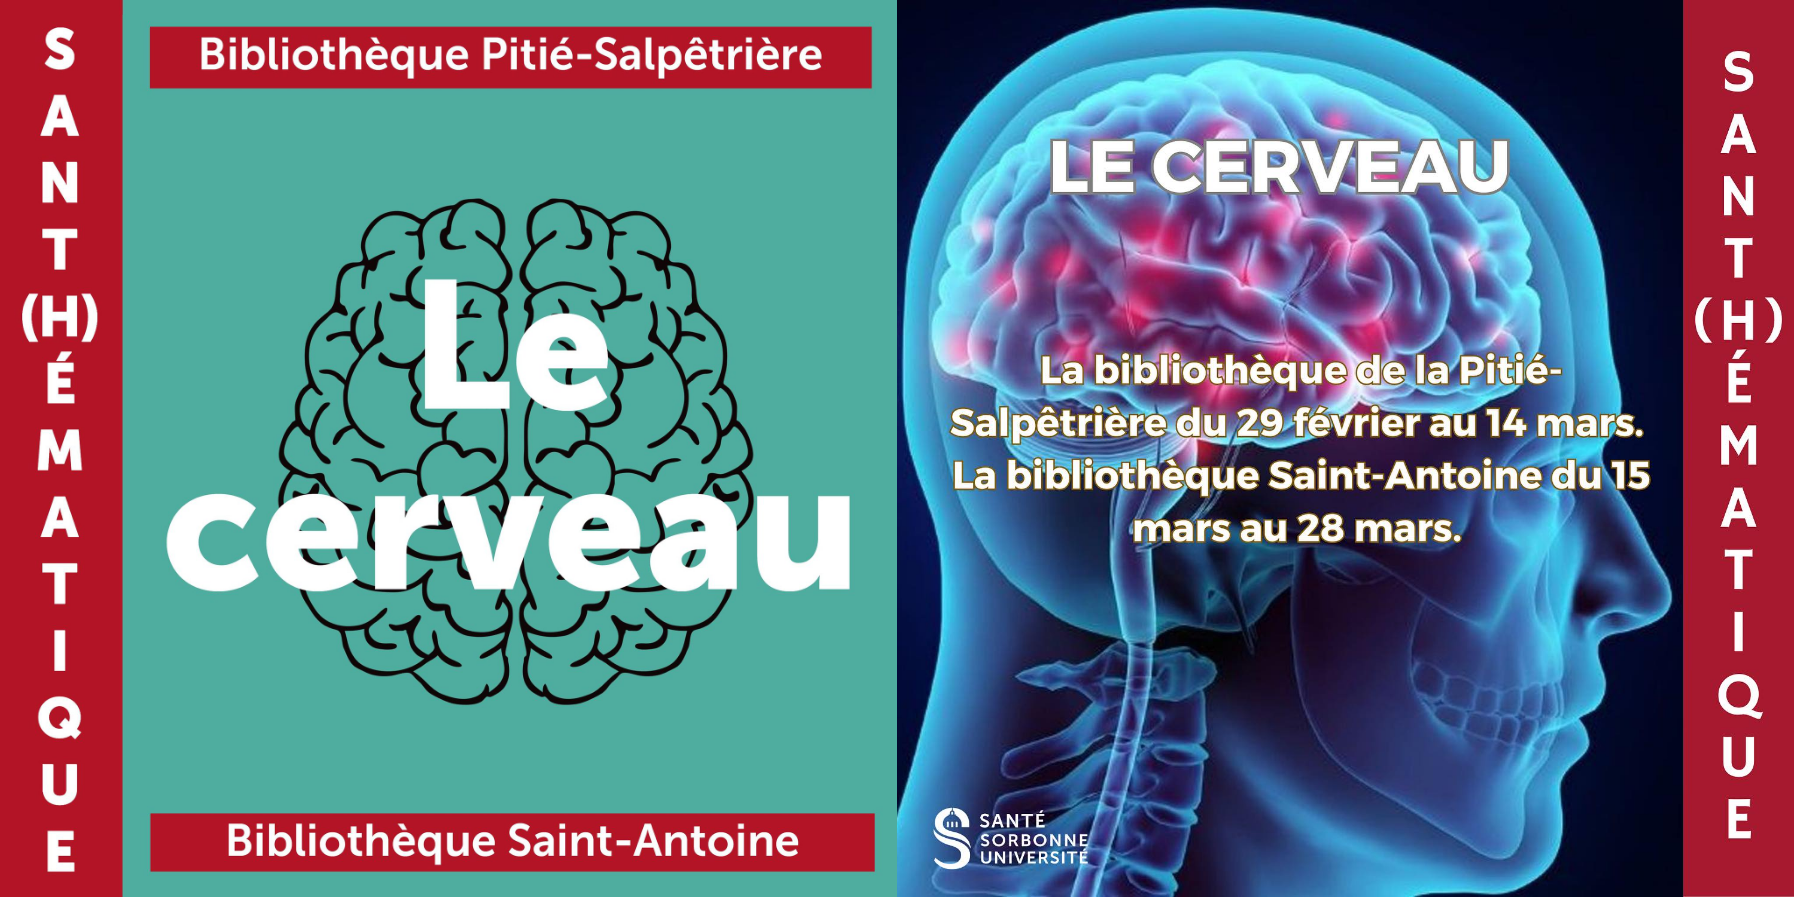 SANT(H)ÉMATIQUE
Bibliothèque Pitié-Salpêtrière
Le
cerveau
Bibliothèque Saint-Antoine
LE CERVEAU
La bibliothèque de la Pitié-
Salpêtrière du 29 février au 14 mars.
La bibliothèque Saint-Antoine du 15
mars au 28 mars.
SANTÉ
SORBONNE
UNIVERSITÉ
SANT(H)ÉMATIQUE